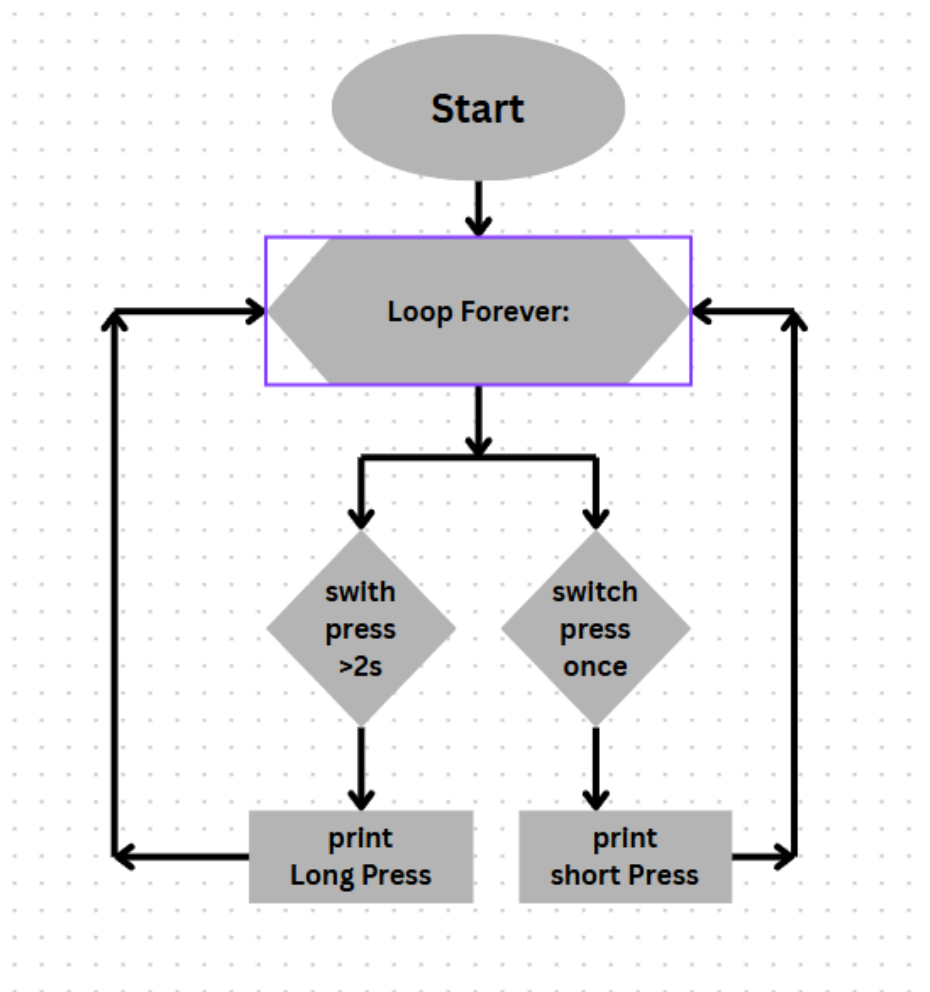 Start
Loop Forever:
swith
press
>2s
switch
press
once
print
Long Press
print
short Press